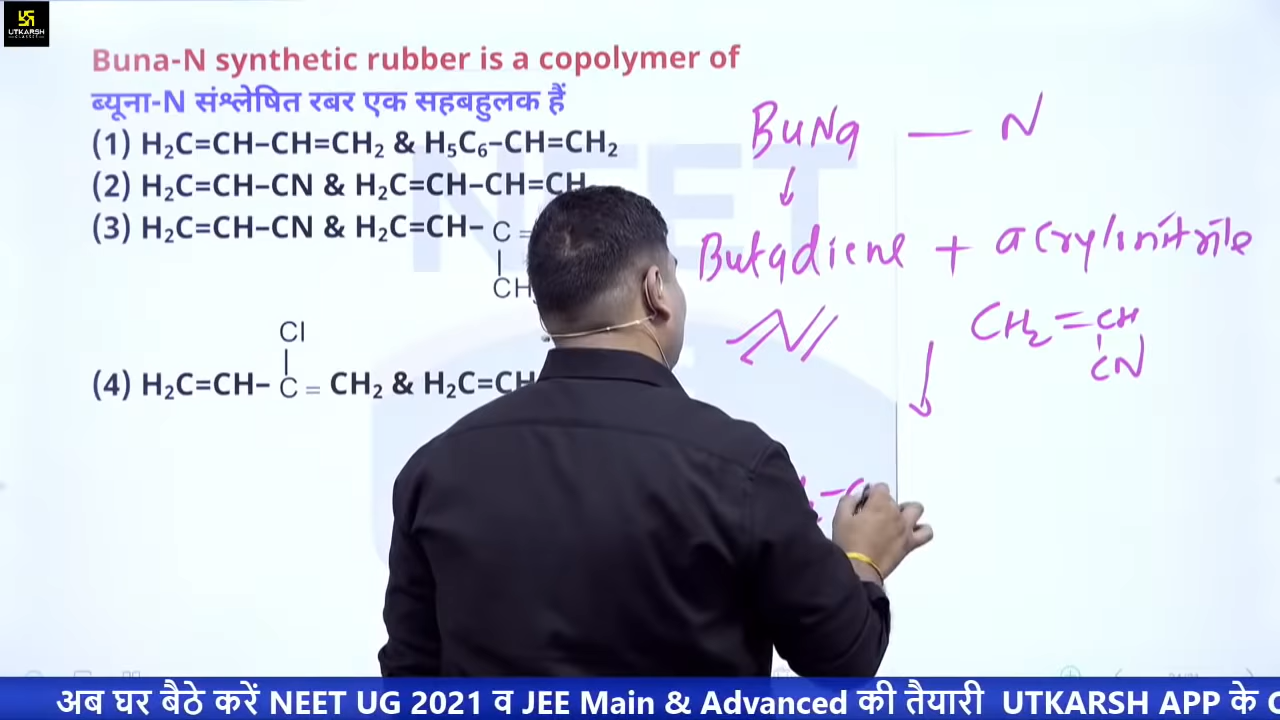 UTKARSH
CLASSES
Buna-N synthetic rubber is a copolymer of
ब्यूना-N संश्लेषित रबर एक सहबहुलक हैं
(1) H₂C=CH–CH=CH₂ & H₅C₆–CH=CH₂
(2) H₂C=CH–CN & H₂C=CH–CH=CH
(3) H₂C=CH–CN & H₂C=CH– C =
CH
Cl
(4) H₂C=CH– C = CH₂ & H₂C=CH
BuNa — N
Butadiene + acrylonitrile
CH₂=CH
CN
NEET
अब घर बैठे करें NEET UG 2021 व JEE Main & Advanced की तैयारी UTKARSH APP के